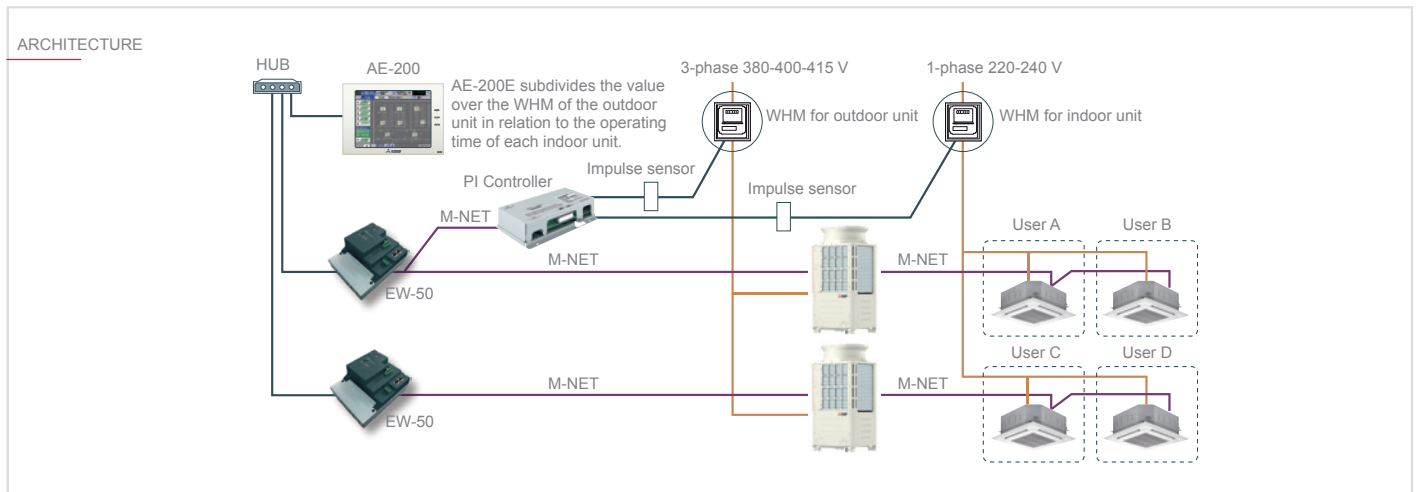 ARCHITECTURE
HUB
AE-200
AE-200E subdivides the value
over the WHM of the outdoor
unit in relation to the operating
time of each indoor unit.
3-phase 380-400-415 V
1-phase 220-240 V
WHM for outdoor unit
WHM for indoor unit
Impulse sensor
PI Controller
Impulse sensor
M-NET
User A
User B
M-NET
M-NET
EW-50
User C
User D
M-NET
M-NET
EW-50